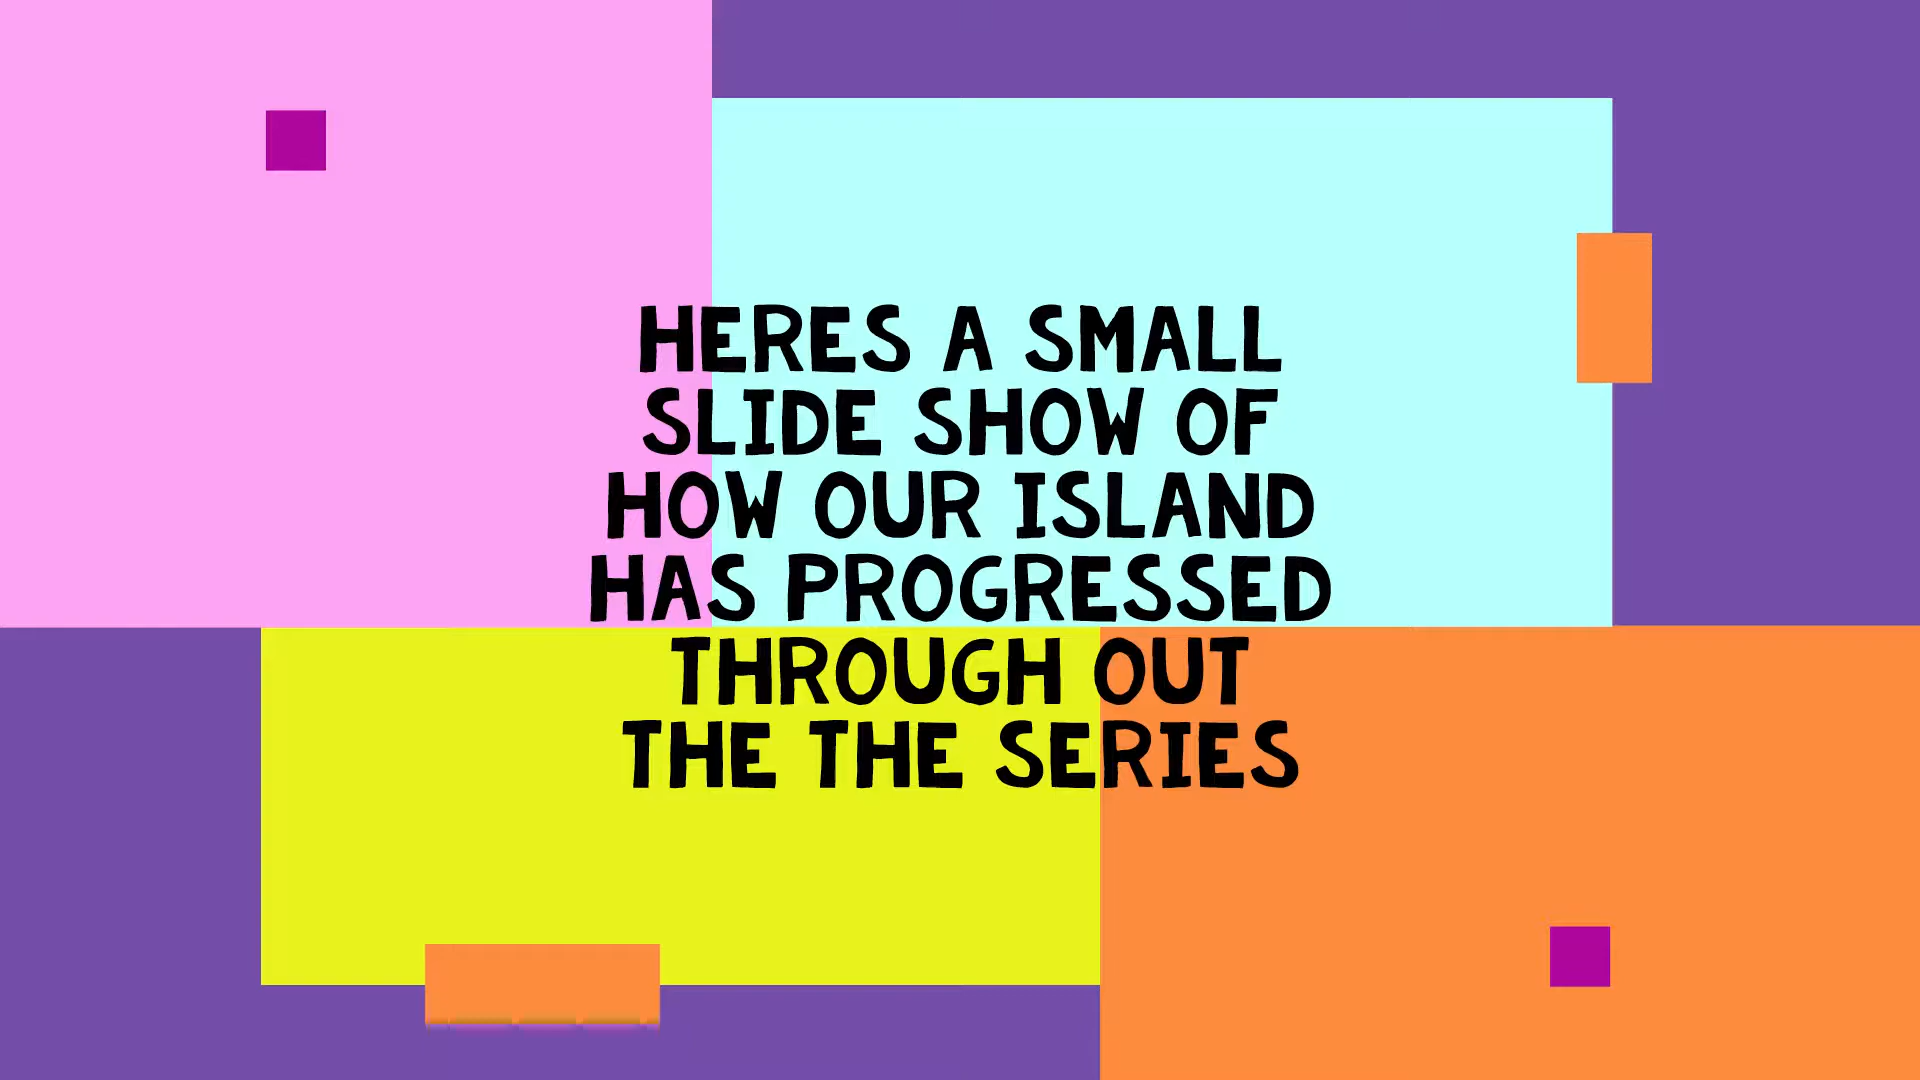 HERES A SMALL
SLIDE SHOW OF
HOW OUR ISLAND
HAS PROGRESSED
THROUGH OUT
THE THE SERIES